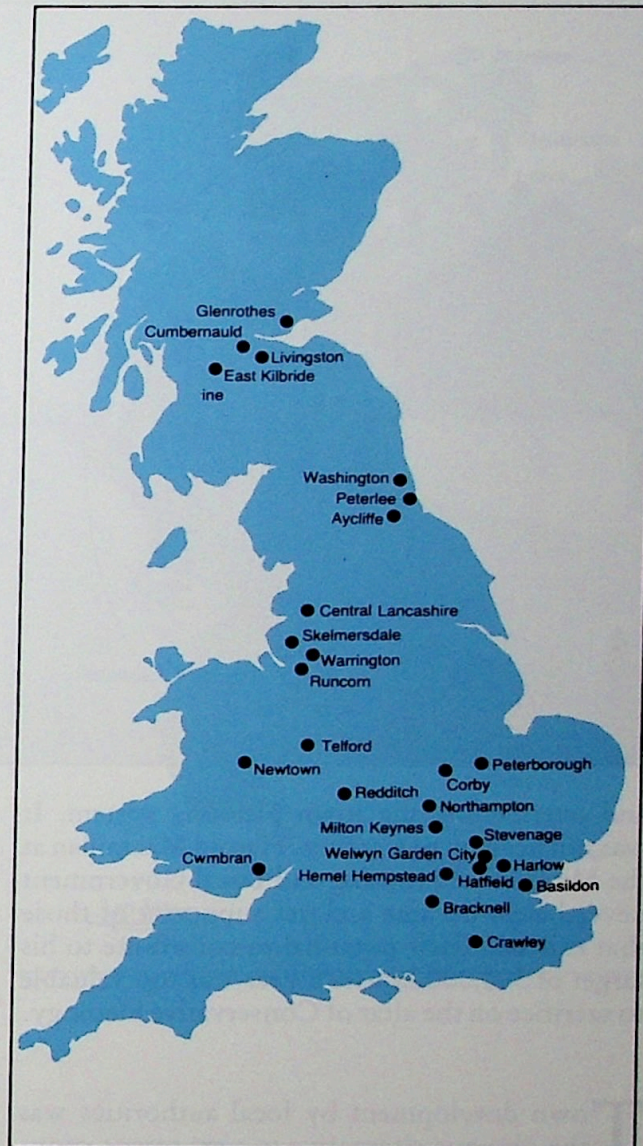 Glenrothes
Cumbernauld
Livingston
East Kilbride
ine
Washington
Peterlee
Aycliffe
Central Lancashire
Skelmersdale
Warrington
Runcorn
Telford
Newtown
Peterborough
Corby
Redditch
Northampton
Milton Keynes
Stevenage
Welwyn Garden City
Cwmbran
Harlow
Hemel Hempstead
Hatfield
Basildon
Bracknell
Crawley